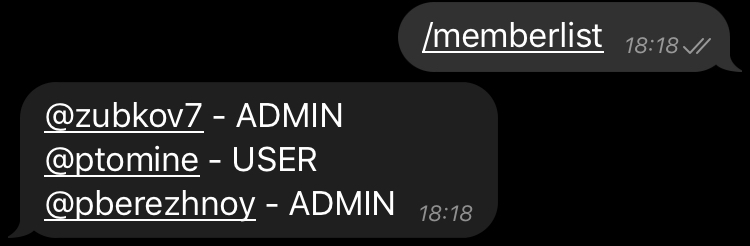 /memberlist 18:18
@zubkov7 - ADMIN
@ptomine - USER
@pberezhnoy - ADMIN 18:18